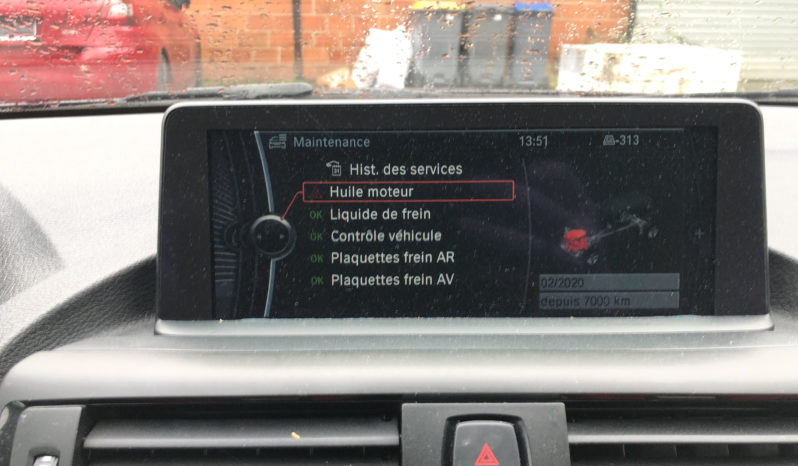 Maintenance 13:51 -313
Hist. des services
Huile moteur
OK Liquide de frein
OK Contrôle véhicule
OK Plaquettes frein AR
OK Plaquettes frein AV
02/2020
depuis 7000 km